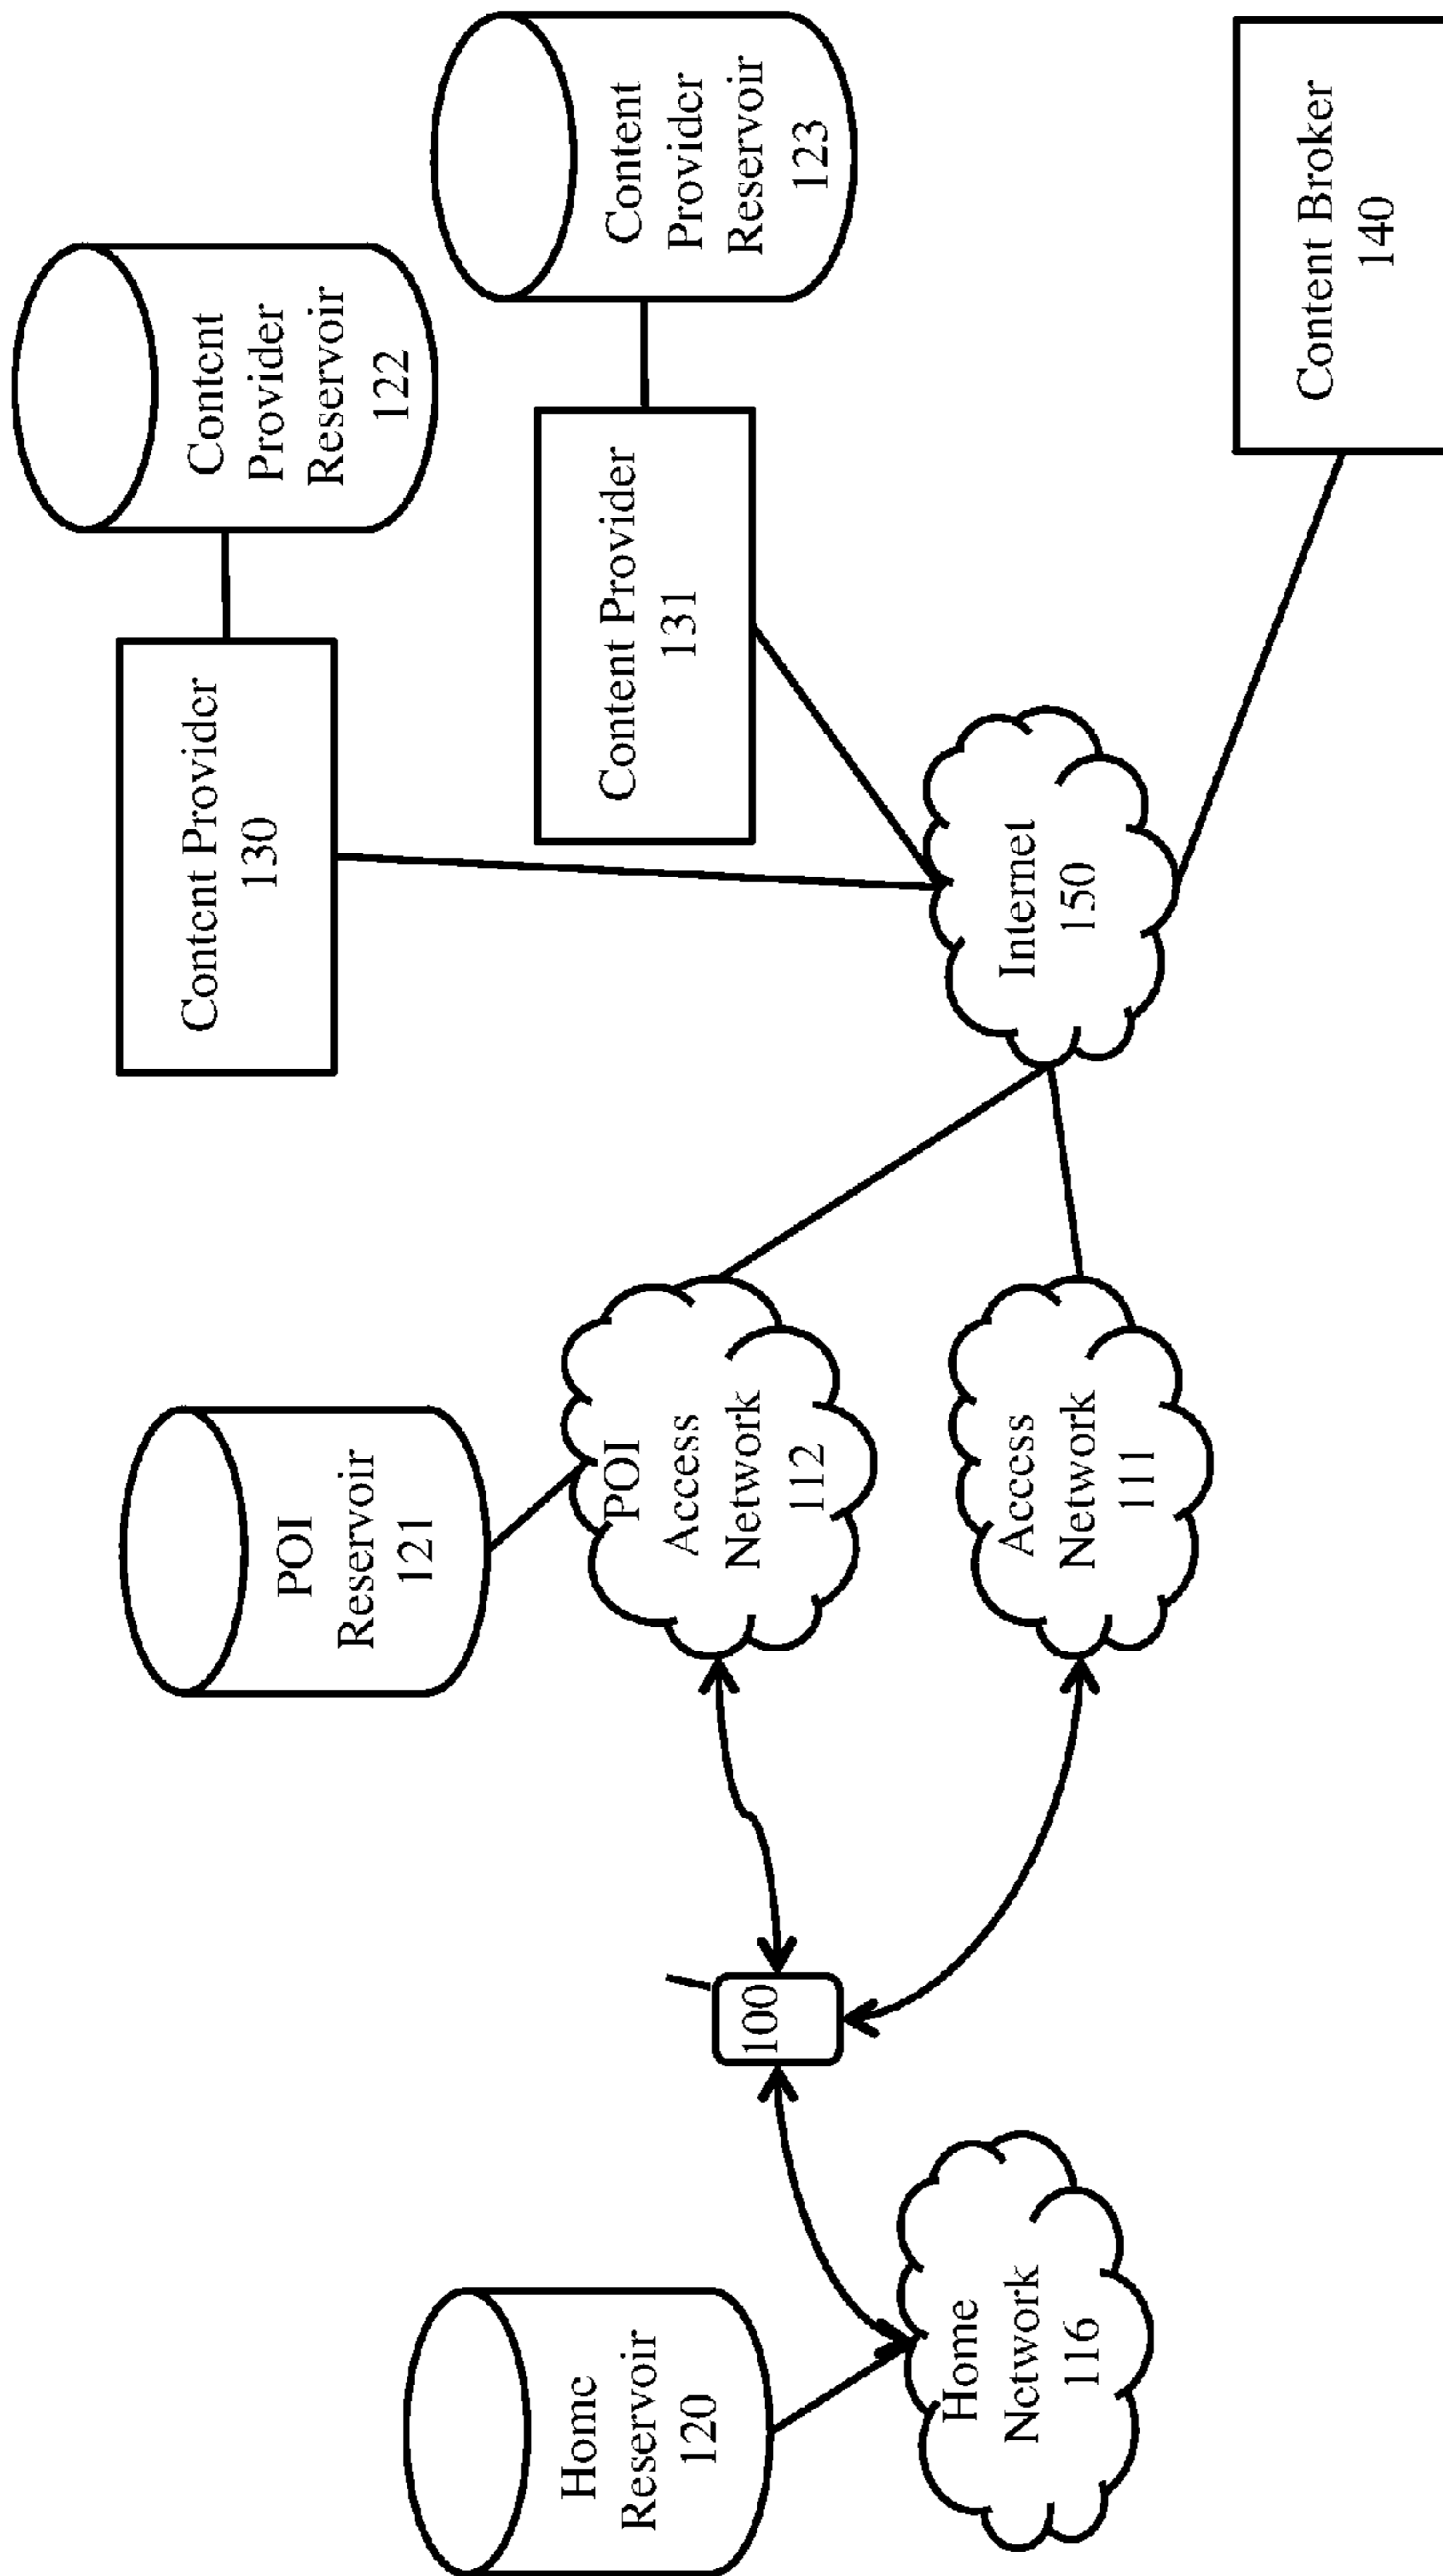 Home
Reservoir
120
Home
Network
116
100
POI
Reservoir
121
POI
Access
Network
112
Access
Network
111
Internet
150
Content Provider
130
Content
Provider
Reservoir
122
Content Provider
131
Content
Provider
Reservoir
123
Content Broker
140